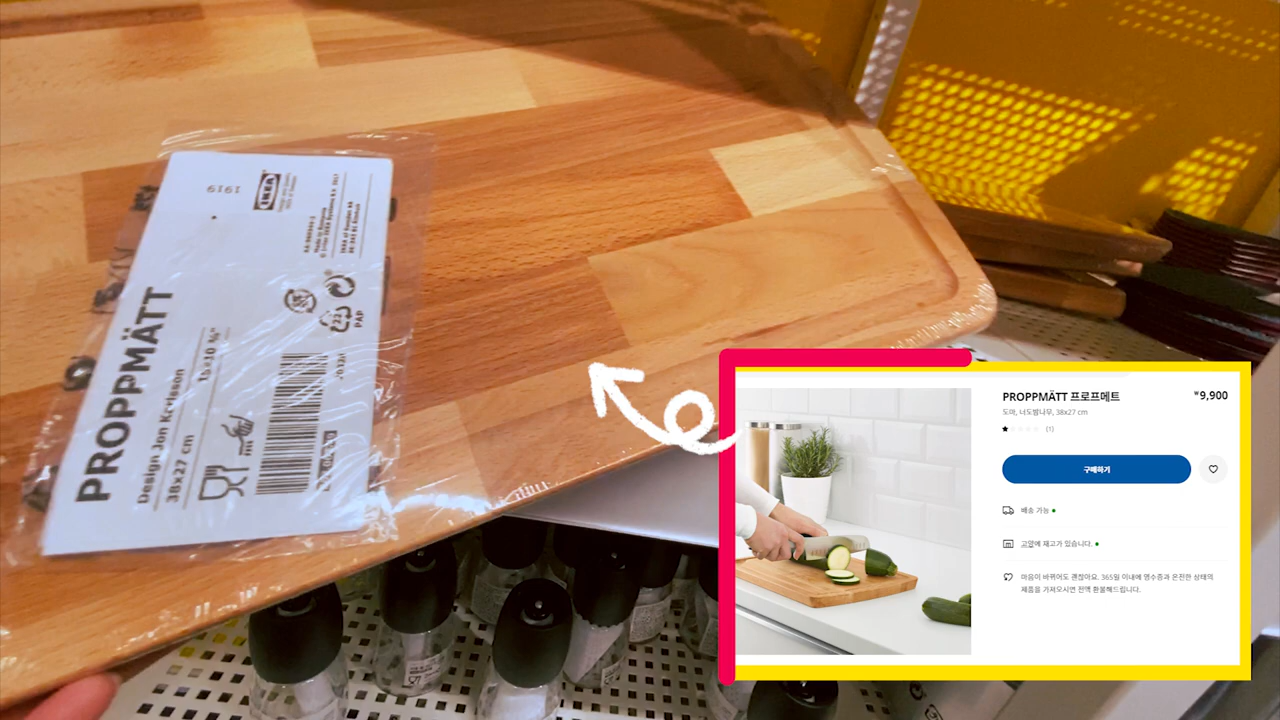 PROPPMÄTT
Design Jon Karlsson
38x27 cm
15x10 ¾"
1919
IKEA
22
PAP
PROPPMÄTT 프로프메트
₩9,900
도마, 너도밤나무, 38x27 cm
(1)
구매하기
배송 가능
고양에 재고가 있습니다.
마음이 바뀌어도 괜찮아요. 365일 이내에 영수증과 온전한 상태의
제품을 가져오시면 전액 환불해드립니다.